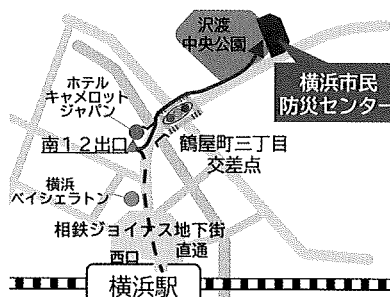 沢渡
中央公園
横浜市民
防災センター
ホテル
キャメロット
ジャパン
南12出口
鶴屋町三丁目
交差点
横浜
ベイシェラトン
相鉄ジョイナス地下街
直通
西口
横浜駅